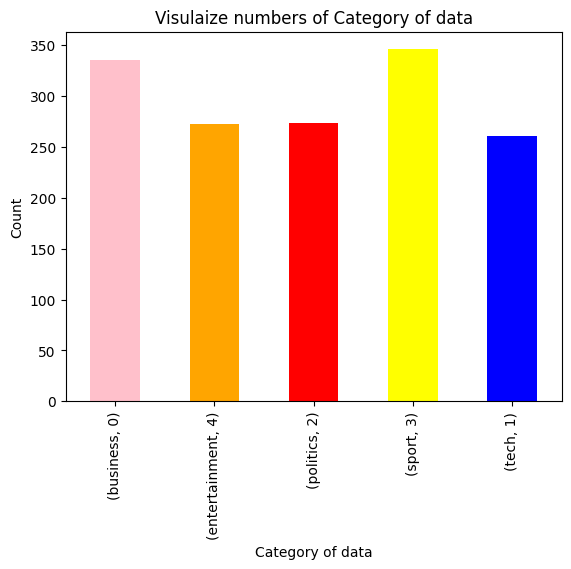 Visulaize numbers of Category of data
Count
350
300
250
200
150
100
50
0
(business, 0)
(entertainment, 4)
(politics, 2)
(sport, 3)
(tech, 1)
Category of data